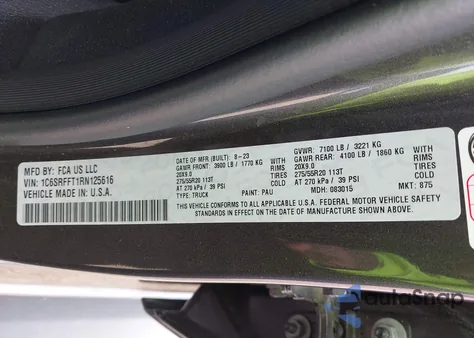 MFD BY: FCA US LLC
VIN: 1C6SRFFT1RN125616
VEHICLE MADE IN U.S.A.
DATE OF MFR (BUILT): 8-23
GAWR FRONT: 3900 LB / 1770 KG
WITH TIRES RIMS
20X9.0
275/55R20 113T
AT 270 kPa / 39 PSI
TYPE: TRUCK
PAINT: PAU
GVWR: 7100 LB / 3221 KG
GAWR REAR: 4100 LB / 1860 KG
WITH TIRES RIMS
20X9.0
275/55R20 113T
AT 270 kPa / 39 PSI
MDH: 083015
MKT: 875
THIS VEHICLE CONFORMS TO ALL APPLICABLE U.S.A. FEDERAL MOTOR VEHICLE SAFETY
STANDARDS IN EFFECT ON THE DATE OF MANUFACTURE SHOWN ABOVE.
AutoSnap